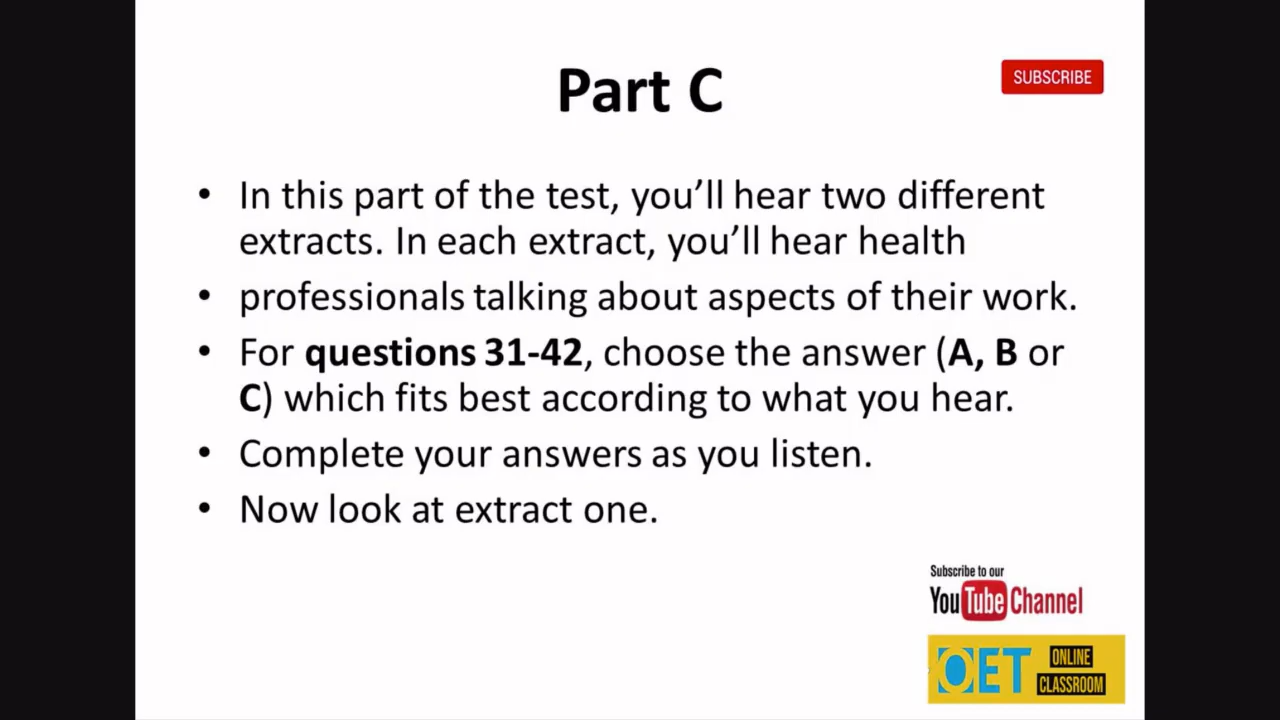 Part C
SUBSCRIBE
• In this part of the test, you’ll hear two different
extracts. In each extract, you’ll hear health
• professionals talking about aspects of their work.
• For questions 31-42, choose the answer (A, B or
C) which fits best according to what you hear.
• Complete your answers as you listen.
• Now look at extract one.
Subscribe to our
YouTube Channel
OET ONLINE
CLASSROOM